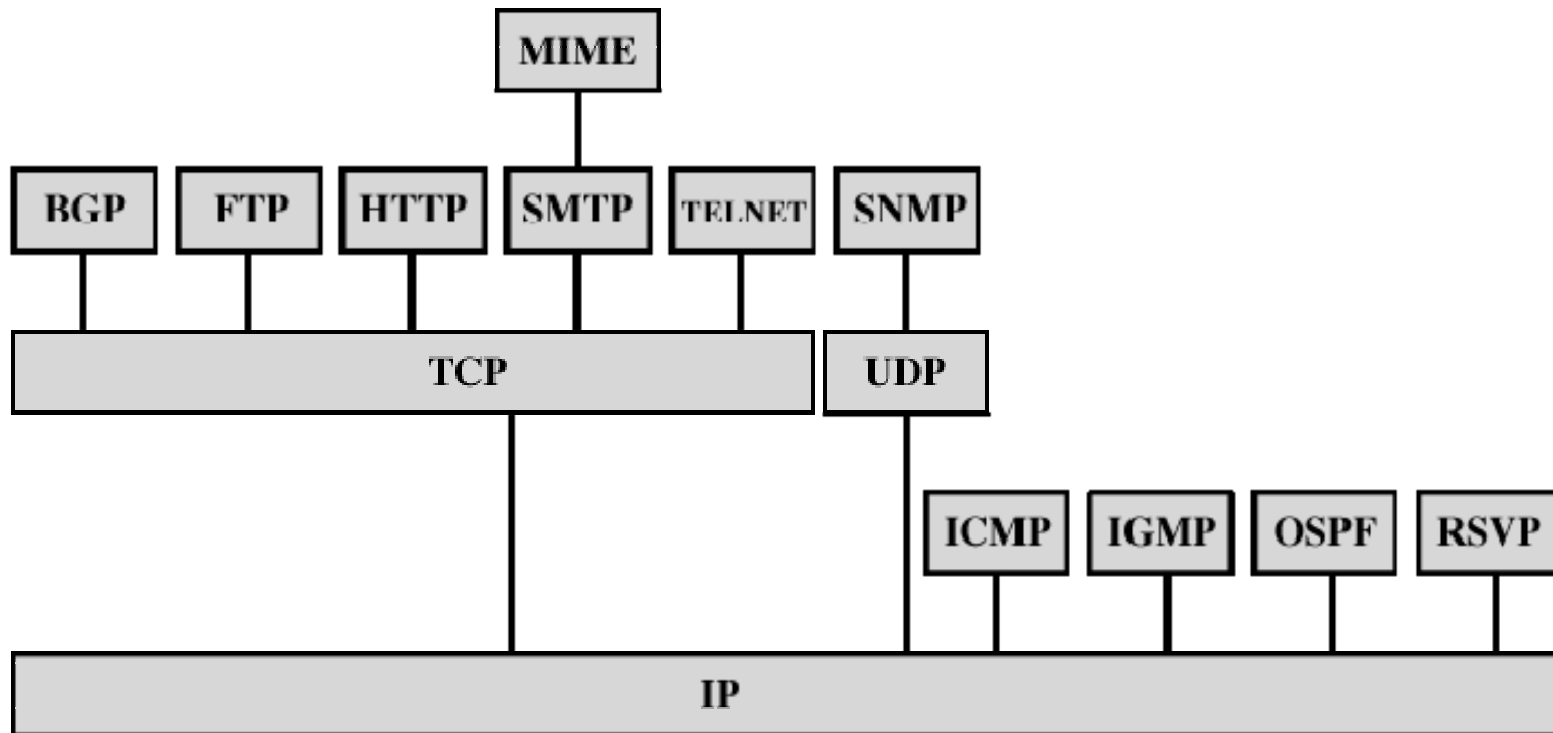 MIME
BGP FTP HTTP SMTP TELNET SNMP
TCP UDP
ICMP IGMP OSPF RSVP
IP